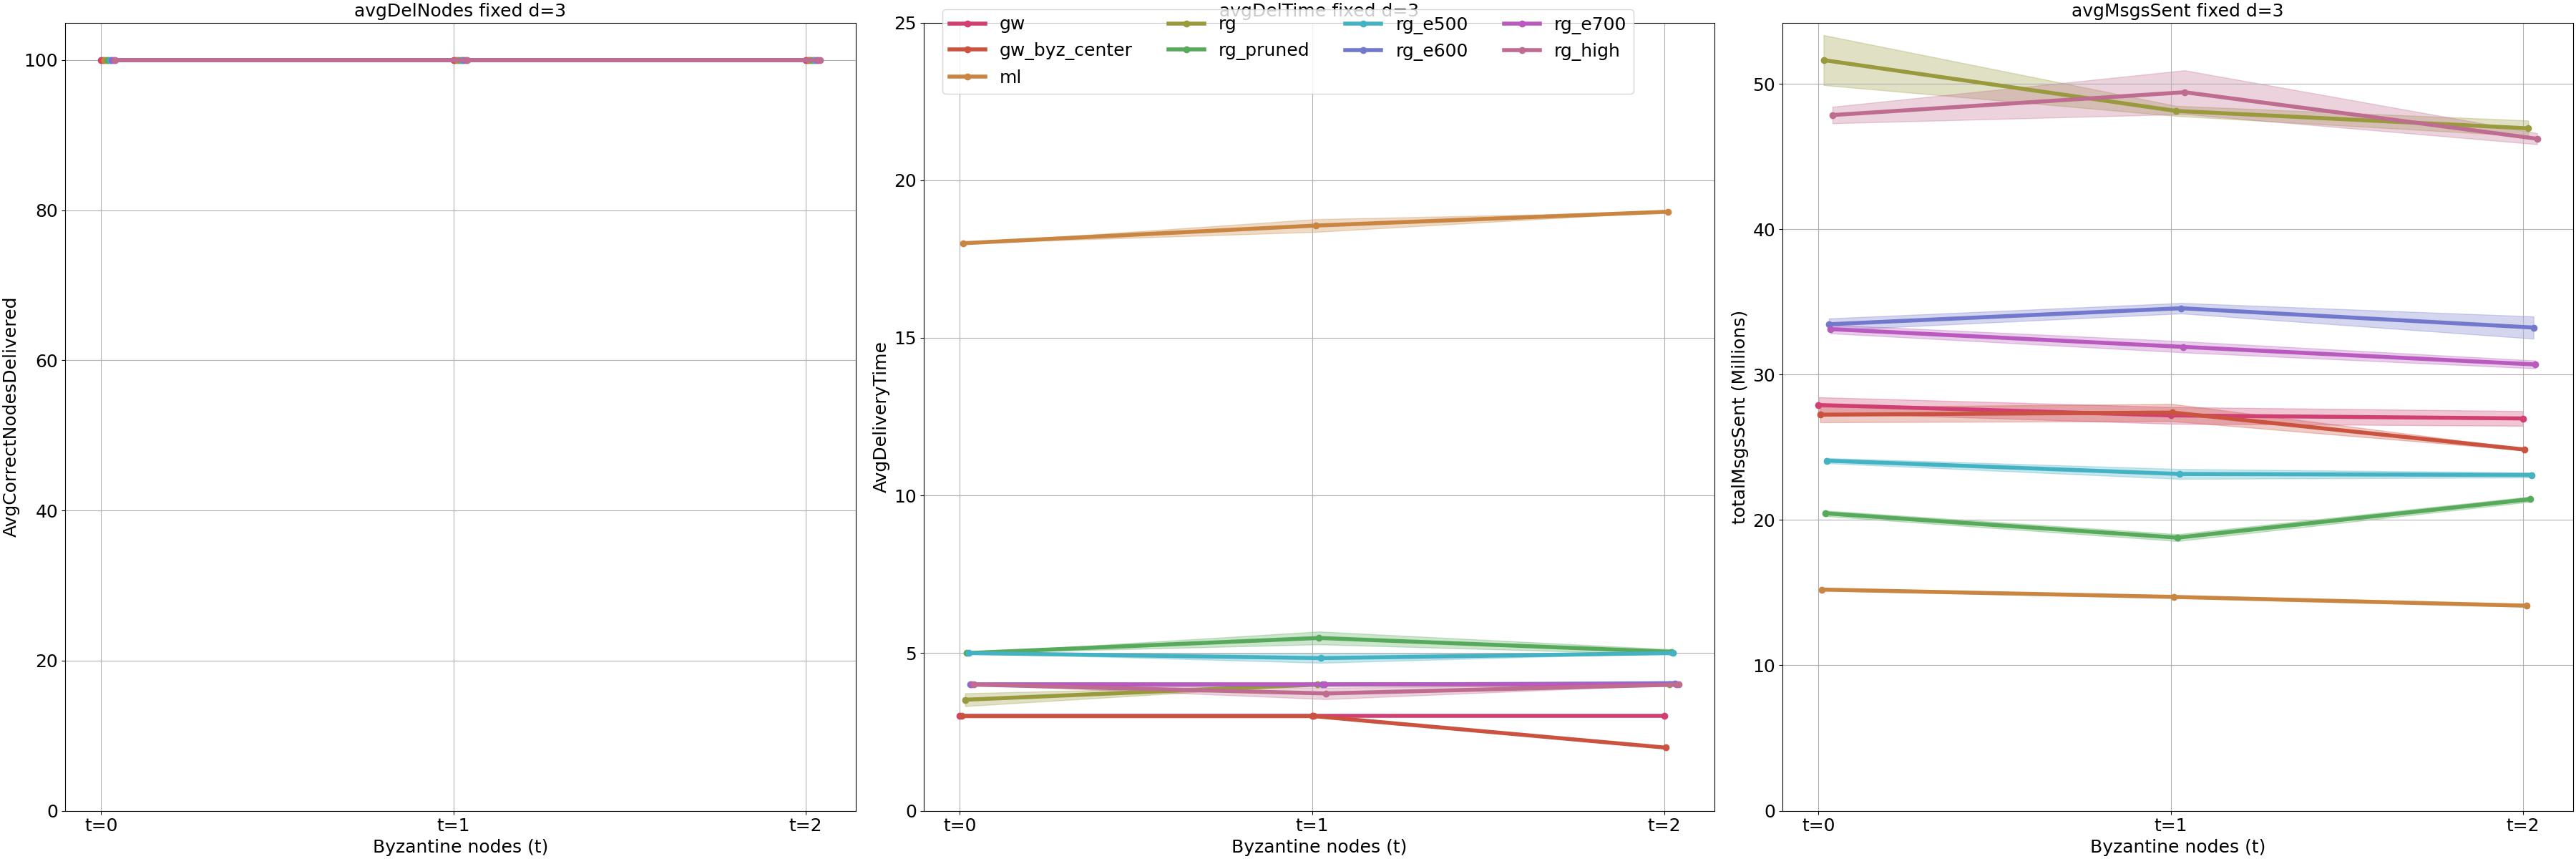 avgDelNodes fixed d=3
AvgCorrectNodesDelivered
100
80
60
40
20
0
t=0 t=1 t=2
Byzantine nodes (t)
avgDelTime fixed d=3
gw rg rg_e500 rg_e700
gw_byz_center rg_pruned rg_e600 rg_high
ml
AvgDeliveryTime
25
20
15
10
5
0
t=0 t=1 t=2
Byzantine nodes (t)
avgMsgsSent fixed d=3
totalMsgsSent (Millions)
50
40
30
20
10
0
t=0 t=1 t=2
Byzantine nodes (t)